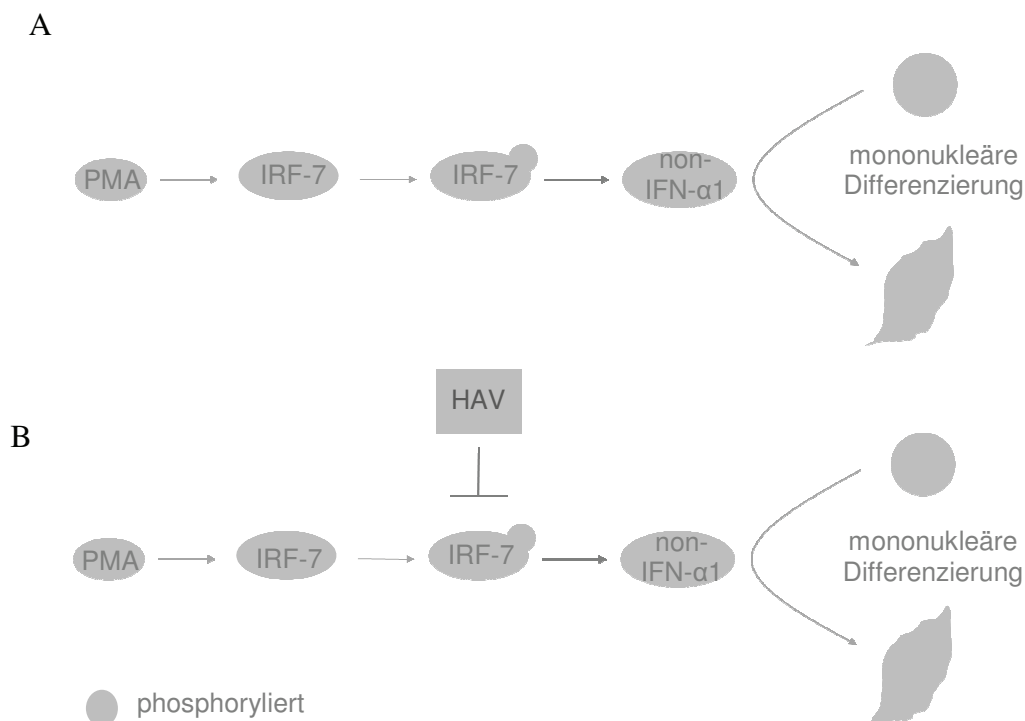 A
PMA
IRF-7
IRF-7
non-
IFN-α1
mononukleäre
Differenzierung
HAV
B
PMA
IRF-7
IRF-7
non-
IFN-α1
mononukleäre
Differenzierung
phosphoryliert